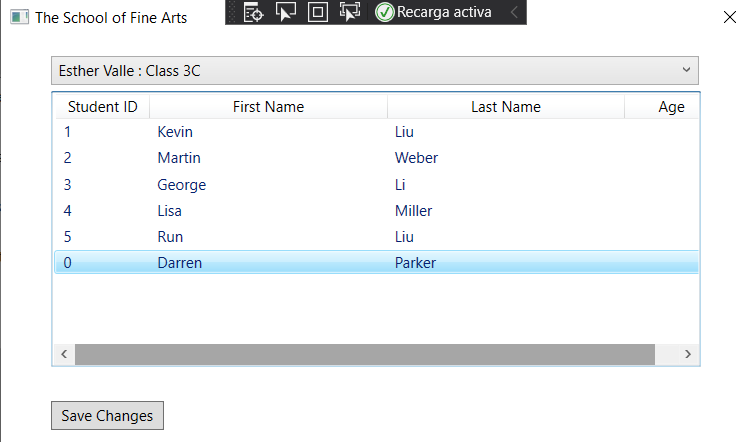 The School of Fine Arts
Recarga activa
Esther Valle : Class 3C
Student ID First Name Last Name Age
1 Kevin Liu
2 Martin Weber
3 George Li
4 Lisa Miller
5 Run Liu
0 Darren Parker
Save Changes